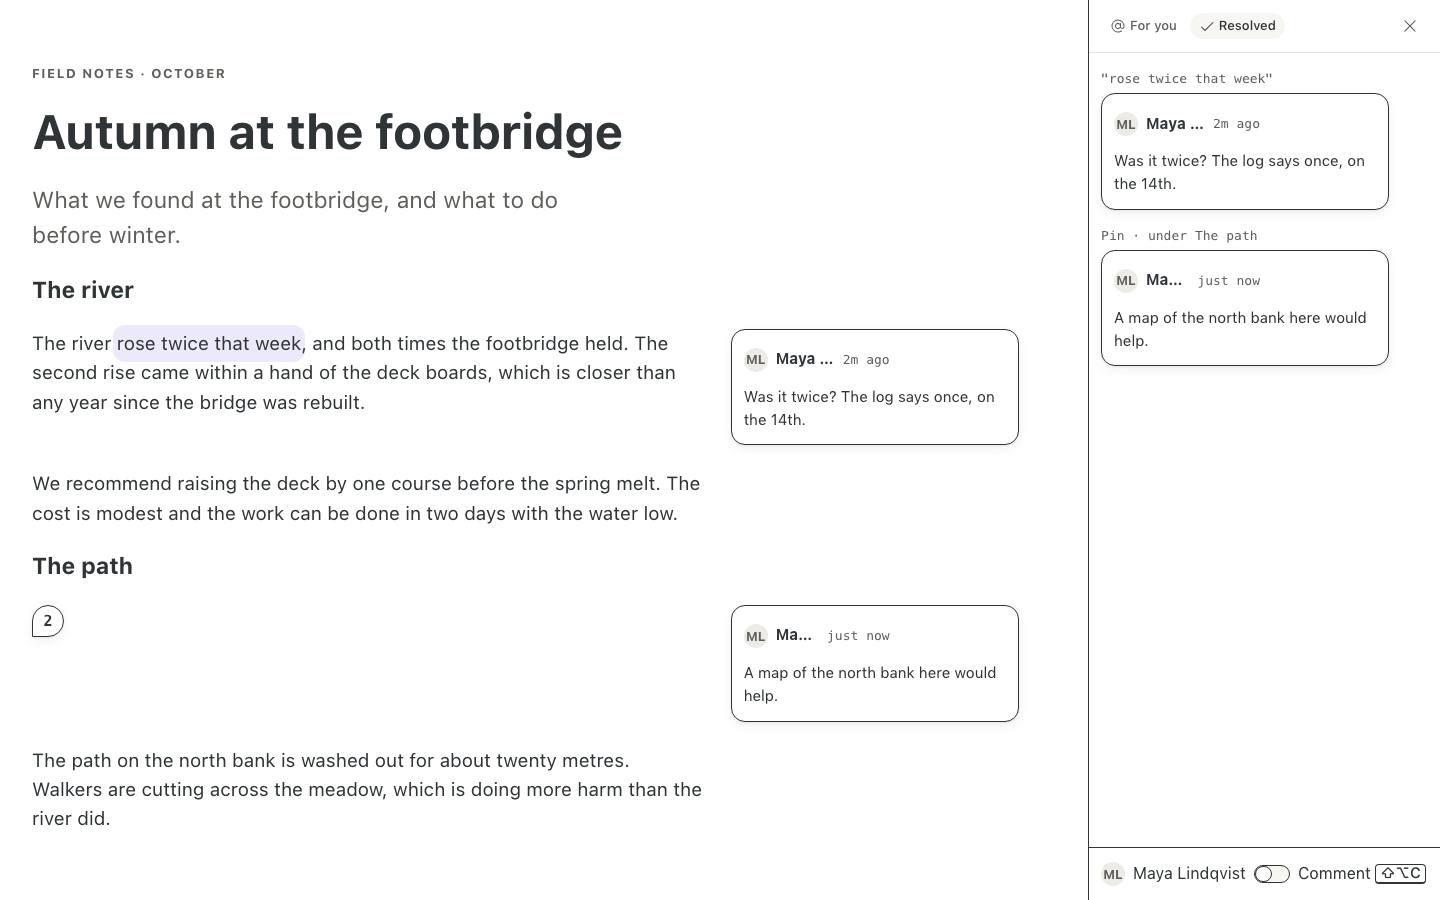 FIELD NOTES · OCTOBER
Autumn at the footbridge
What we found at the footbridge, and what to do
before winter.
The river
The river rose twice that week, and both times the footbridge held. The
second rise came within a hand of the deck boards, which is closer than
any year since the bridge was rebuilt.
ML Maya ... 2m ago
Was it twice? The log says once, on
the 14th.
We recommend raising the deck by one course before the spring melt. The
cost is modest and the work can be done in two days with the water low.
The path
2
ML Ma... just now
A map of the north bank here would
help.
The path on the north bank is washed out for about twenty metres.
Walkers are cutting across the meadow, which is doing more harm than the
river did.
@ For you ✓ Resolved
"rose twice that week"
ML Maya ... 2m ago
Was it twice? The log says once, on
the 14th.
Pin · under The path
ML Ma... just now
A map of the north bank here would
help.
ML Maya Lindqvist Comment ⇧⌥C